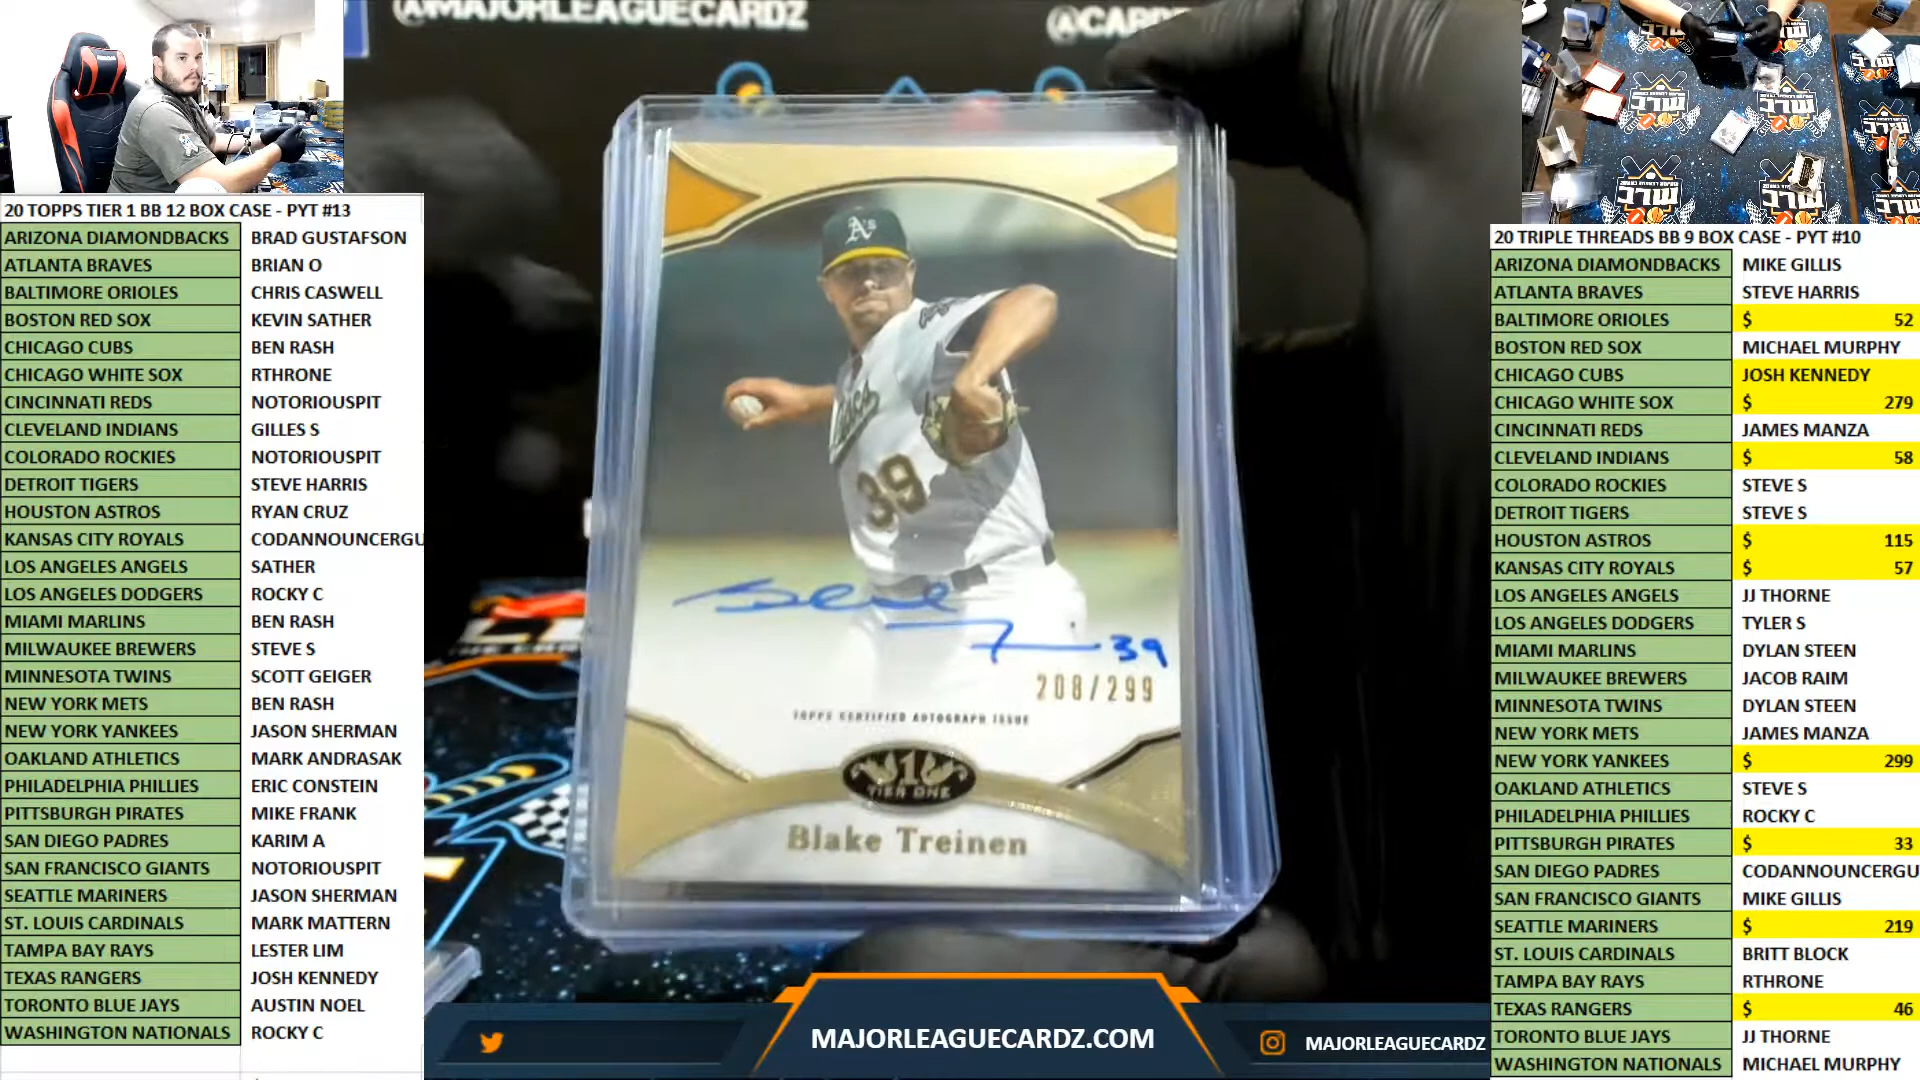 @MAJORLEAGUECARDZ
20 TOPPS TIER 1 BB 12 BOX CASE - PYT #13
ARIZONA DIAMONDBACKS BRAD GUSTAFSON
ATLANTA BRAVES BRIAN O
BALTIMORE ORIOLES CHRIS CASWELL
BOSTON RED SOX KEVIN SATHER
CHICAGO CUBS BEN RASH
CHICAGO WHITE SOX RTHRONE
CINCINNATI REDS NOTORIOUSPIT
CLEVELAND INDIANS GILLES S
COLORADO ROCKIES NOTORIOUSPIT
DETROIT TIGERS STEVE HARRIS
HOUSTON ASTROS RYAN CRUZ
KANSAS CITY ROYALS CODANNOUNCERGU
LOS ANGELES ANGELS SATHER
LOS ANGELES DODGERS ROCKY C
MIAMI MARLINS BEN RASH
MILWAUKEE BREWERS STEVE S
MINNESOTA TWINS SCOTT GEIGER
NEW YORK METS BEN RASH
NEW YORK YANKEES JASON SHERMAN
OAKLAND ATHLETICS MARK ANDRASAK
PHILADELPHIA PHILLIES ERIC CONSTEIN
PITTSBURGH PIRATES MIKE FRANK
SAN DIEGO PADRES KARIM A
SAN FRANCISCO GIANTS NOTORIOUSPIT
SEATTLE MARINERS JASON SHERMAN
ST. LOUIS CARDINALS MARK MATTERN
TAMPA BAY RAYS LESTER LIM
TEXAS RANGERS JOSH KENNEDY
TORONTO BLUE JAYS AUSTIN NOEL
WASHINGTON NATIONALS ROCKY C
A's
39
39
208/299
TOPPS CERTIFIED AUTOGRAPH ISSUE
1
TIER ONE
Blake Treinen
MAJORLEAGUECARDZ.COM
MAJORLEAGUECARDZ
20 TRIPLE THREADS BB 9 BOX CASE - PYT #10
ARIZONA DIAMONDBACKS MIKE GILLIS
ATLANTA BRAVES STEVE HARRIS
BALTIMORE ORIOLES $ 52
BOSTON RED SOX MICHAEL MURPHY
CHICAGO CUBS JOSH KENNEDY
CHICAGO WHITE SOX $ 279
CINCINNATI REDS JAMES MANZA
CLEVELAND INDIANS $ 58
COLORADO ROCKIES STEVE S
DETROIT TIGERS STEVE S
HOUSTON ASTROS $ 115
KANSAS CITY ROYALS $ 57
LOS ANGELES ANGELS JJ THORNE
LOS ANGELES DODGERS TYLER S
MIAMI MARLINS DYLAN STEEN
MILWAUKEE BREWERS JACOB RAIM
MINNESOTA TWINS DYLAN STEEN
NEW YORK METS JAMES MANZA
NEW YORK YANKEES $ 299
OAKLAND ATHLETICS STEVE S
PHILADELPHIA PHILLIES ROCKY C
PITTSBURGH PIRATES $ 33
SAN DIEGO PADRES CODANNOUNCERGU
SAN FRANCISCO GIANTS MIKE GILLIS
SEATTLE MARINERS $ 219
ST. LOUIS CARDINALS BRITT BLOCK
TAMPA BAY RAYS RTHRONE
TEXAS RANGERS $ 46
TORONTO BLUE JAYS JJ THORNE
WASHINGTON NATIONALS MICHAEL MURPHY